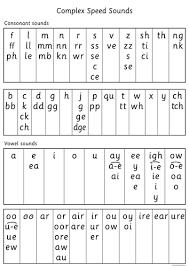 Complex Speed Sounds
Consonant sounds
f l m n r s v z sh th ng
ff ll mm nn rr ss ve zz ti nk
ph le mb kn wr se s ci
c se
ce
b c d g h j p qu t w x y ch
bb k dd gg g pp tt wh tch
ck ge
ch dge
Vowel sounds
a e i o u ay ee igh ow
ea a-e y i-e o-e
ai ea ie oa
e i o
oo oo ar or air ir ou oy ire ear ure
u-e oor are ur ow oi
ue ore er
ew aw
au